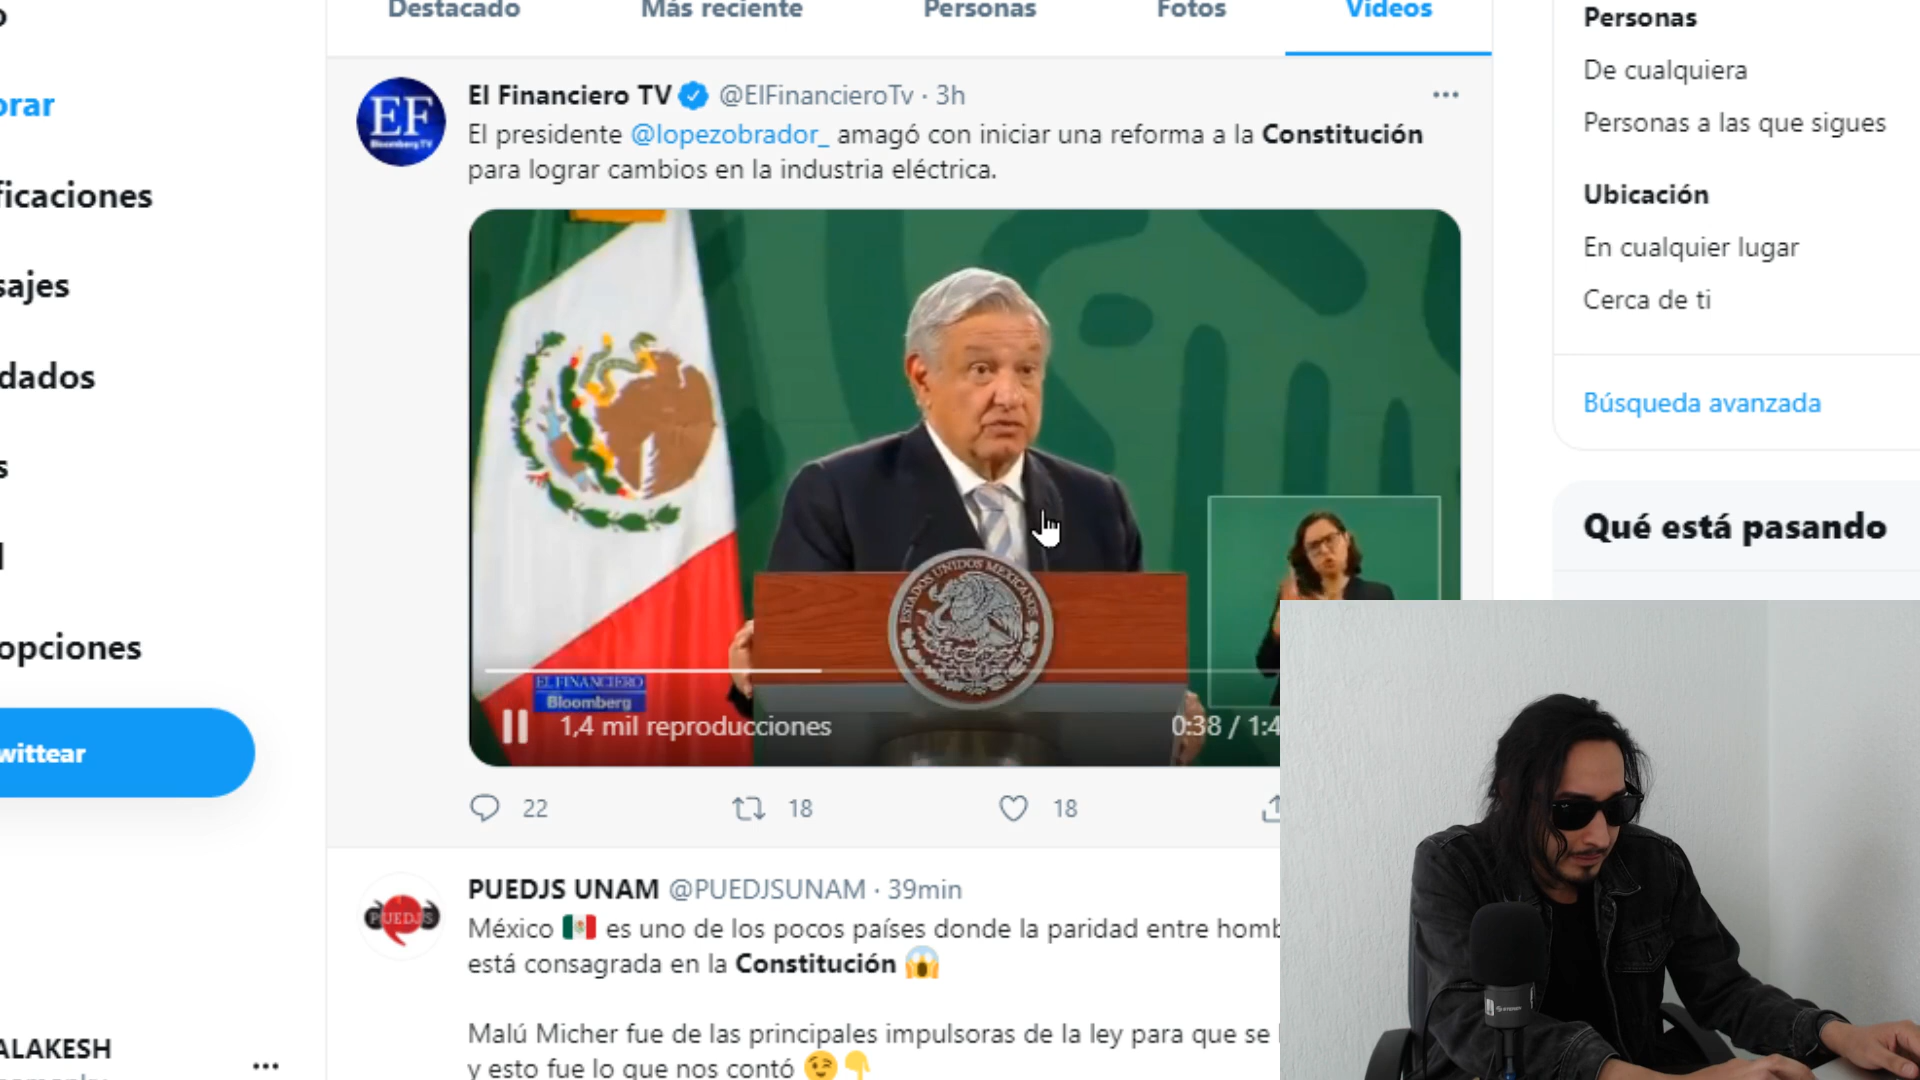 Destacado
Más reciente
Personas
Fotos
Videos
orar
ficaciones
sajes
dados
s
opciones
wittear
ALAKESH
El Financiero TV @ElFinancieroTv · 3h
El presidente @lopezobrador_ amagó con iniciar una reforma a la Constitución
para lograr cambios en la industria eléctrica.
EF
Bloomberg TV
ESTADOS UNIDOS MEXICANOS
EL FINANCIERO
Bloomberg
1,4 mil reproducciones
0:38 / 1:4
22
18
18
PUEDJS
PUEDJS UNAM @PUEDJSUNAM · 39min
México es uno de los pocos países donde la paridad entre homb
está consagrada en la Constitución
Malú Micher fue de las principales impulsoras de la ley para que se
y esto fue lo que nos contó
Personas
De cualquiera
Personas a las que sigues
Ubicación
En cualquier lugar
Cerca de ti
Búsqueda avanzada
Qué está pasando